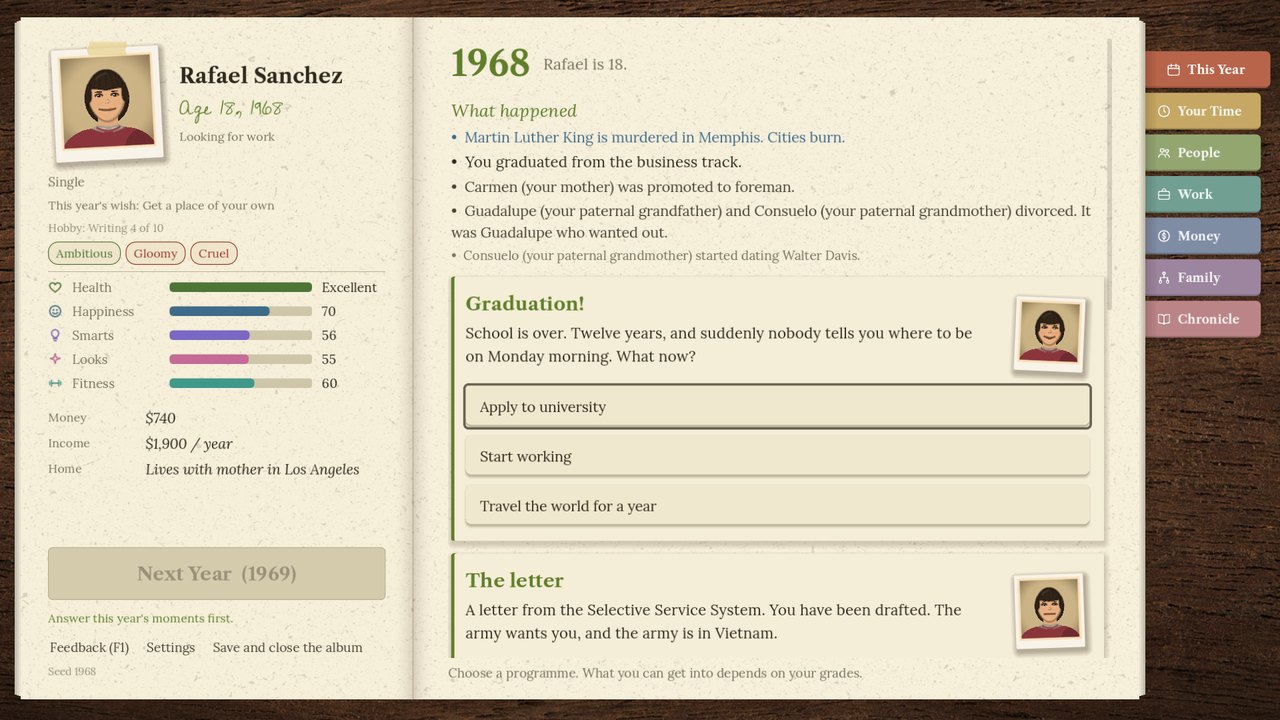 Rafael Sanchez
Age 18, 1968
Looking for work
Single
This year's wish: Get a place of your own
Hobby: Writing 4 of 10
Ambitious Gloomy Cruel
Health Excellent
Happiness 70
Smarts 56
Looks 55
Fitness 60
Money $740
Income $1,900 / year
Home Lives with mother in Los Angeles
Next Year (1969)
Answer this year's moments first.
Feedback (F1) Settings Save and close the album
Seed 1968
1968 Rafael is 18.
What happened
• Martin Luther King is murdered in Memphis. Cities burn.
• You graduated from the business track.
• Carmen (your mother) was promoted to foreman.
• Guadalupe (your paternal grandfather) and Consuelo (your paternal grandmother) divorced. It
was Guadalupe who wanted out.
• Consuelo (your paternal grandmother) started dating Walter Davis.
Graduation!
School is over. Twelve years, and suddenly nobody tells you where to be
on Monday morning. What now?
Apply to university
Start working
Travel the world for a year
The letter
A letter from the Selective Service System. You have been drafted. The
army wants you, and the army is in Vietnam.
Choose a programme. What you can get into depends on your grades.
This Year
Your Time
People
Work
Money
Family
Chronicle